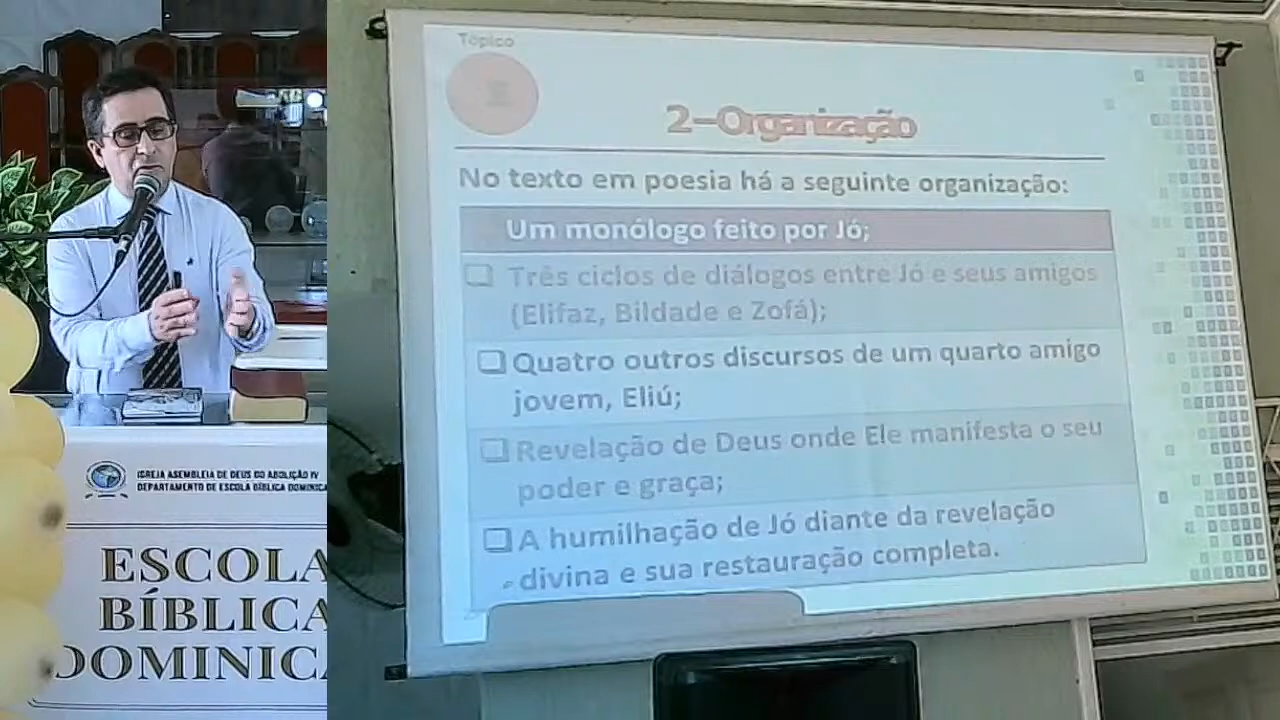 Tópico
2-Organização
No texto em poesia há a seguinte organização:
Um monólogo feito por Jó;
Três ciclos de diálogos entre Jó e seus amigos
(Elifaz, Bildade e Zofá);
Quatro outros discursos de um quarto amigo
jovem, Eliú;
Revelação de Deus onde Ele manifesta o seu
poder e graça;
A humilhação de Jó diante da revelação
divina e sua restauração completa.
IGREJA ASEMBLEIA DE DEUS DO ABOLIÇÃO IV
DEPARTAMENTO DE ESCOLA BÍBLICA DOMINICA
ESCOLA
BÍBLICA
DOMINICA